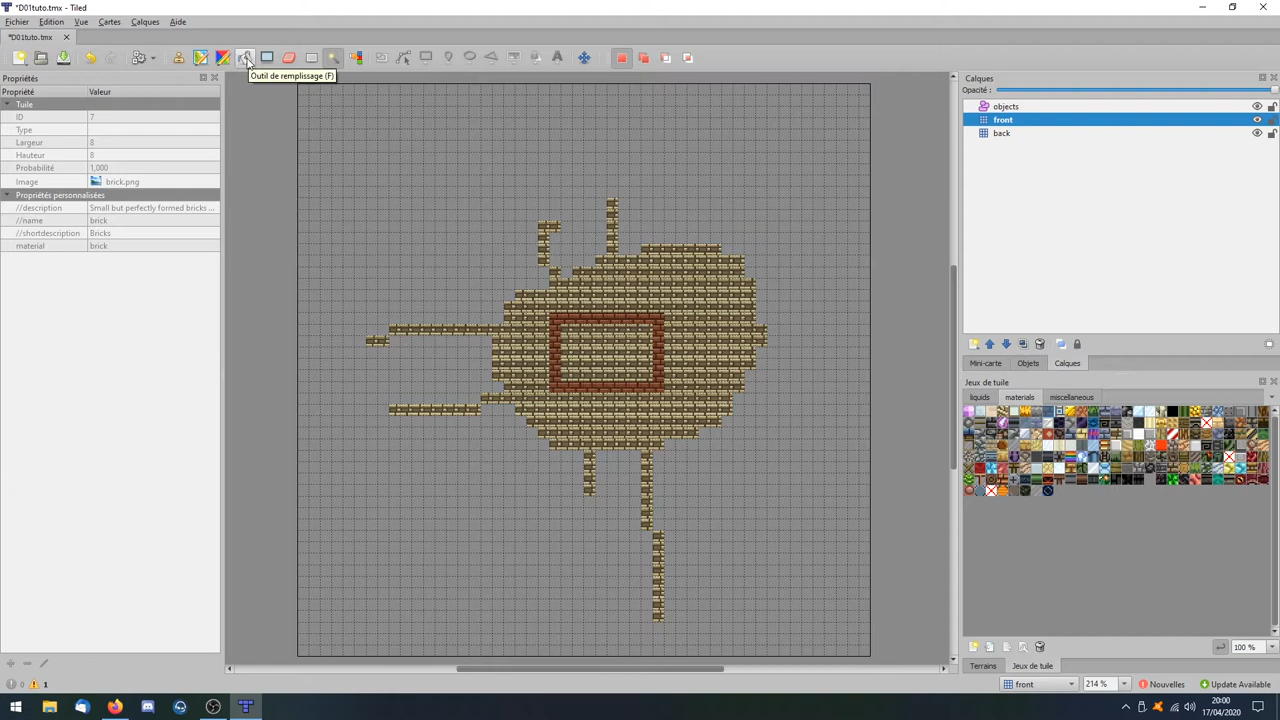 *D01tuto.tmx - Tiled
Fichier Edition Vue Cartes Calques Aide
*D01tuto.tmx
Outil de remplissage (F)
Propriétés
Propriété Valeur
Tuile
ID 7
Type
Largeur 8
Hauteur 8
Probabilité 1,000
Image brick.png
Propriétés personnalisées
//description Small but perfectly formed bricks ...
//name brick
//shortdescription Bricks
material brick
Calques
Opacité :
objects
front
back
Mini-carte Objets Calques
Jeux de tuile
liquids materials miscellaneous
100 %
Terrains Jeux de tuile
0 1 front 214 % Nouvelles Update Available
20:00
17/04/2020